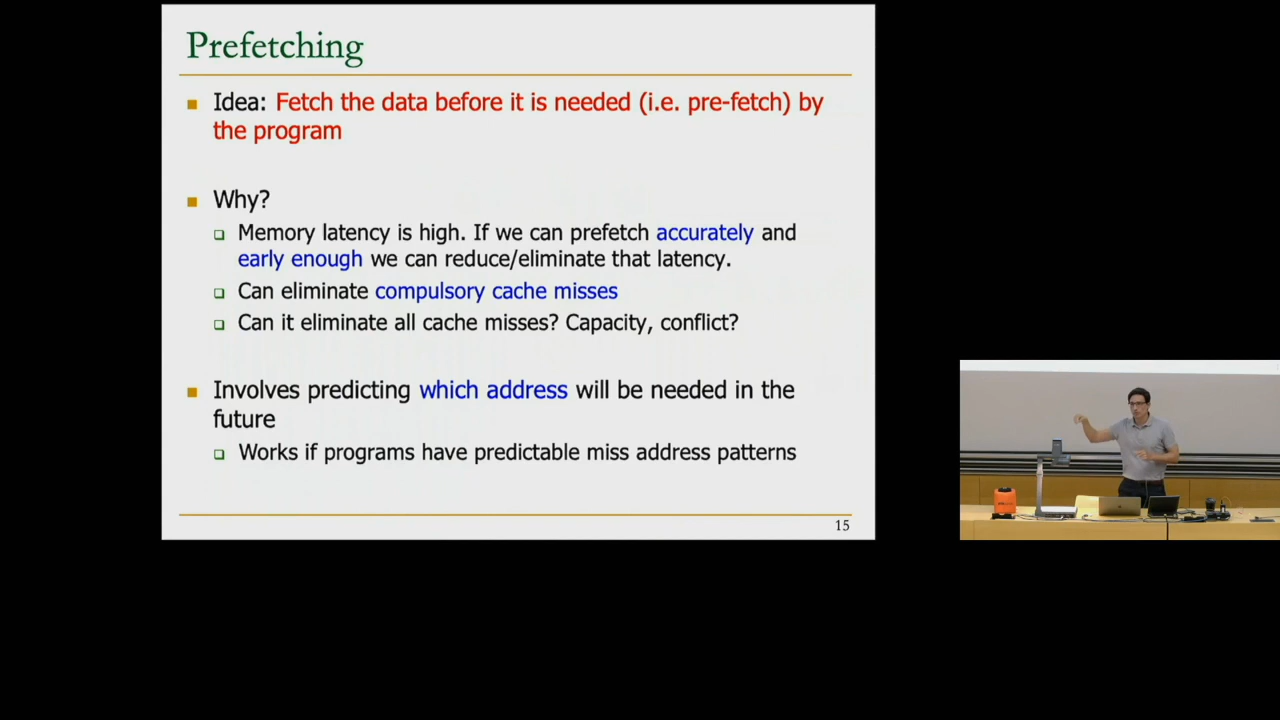 Prefetching
Idea: Fetch the data before it is needed (i.e. pre-fetch) by
the program
Why?
Memory latency is high. If we can prefetch accurately and
early enough we can reduce/eliminate that latency.
Can eliminate compulsory cache misses
Can it eliminate all cache misses? Capacity, conflict?
Involves predicting which address will be needed in the
future
Works if programs have predictable miss address patterns
15